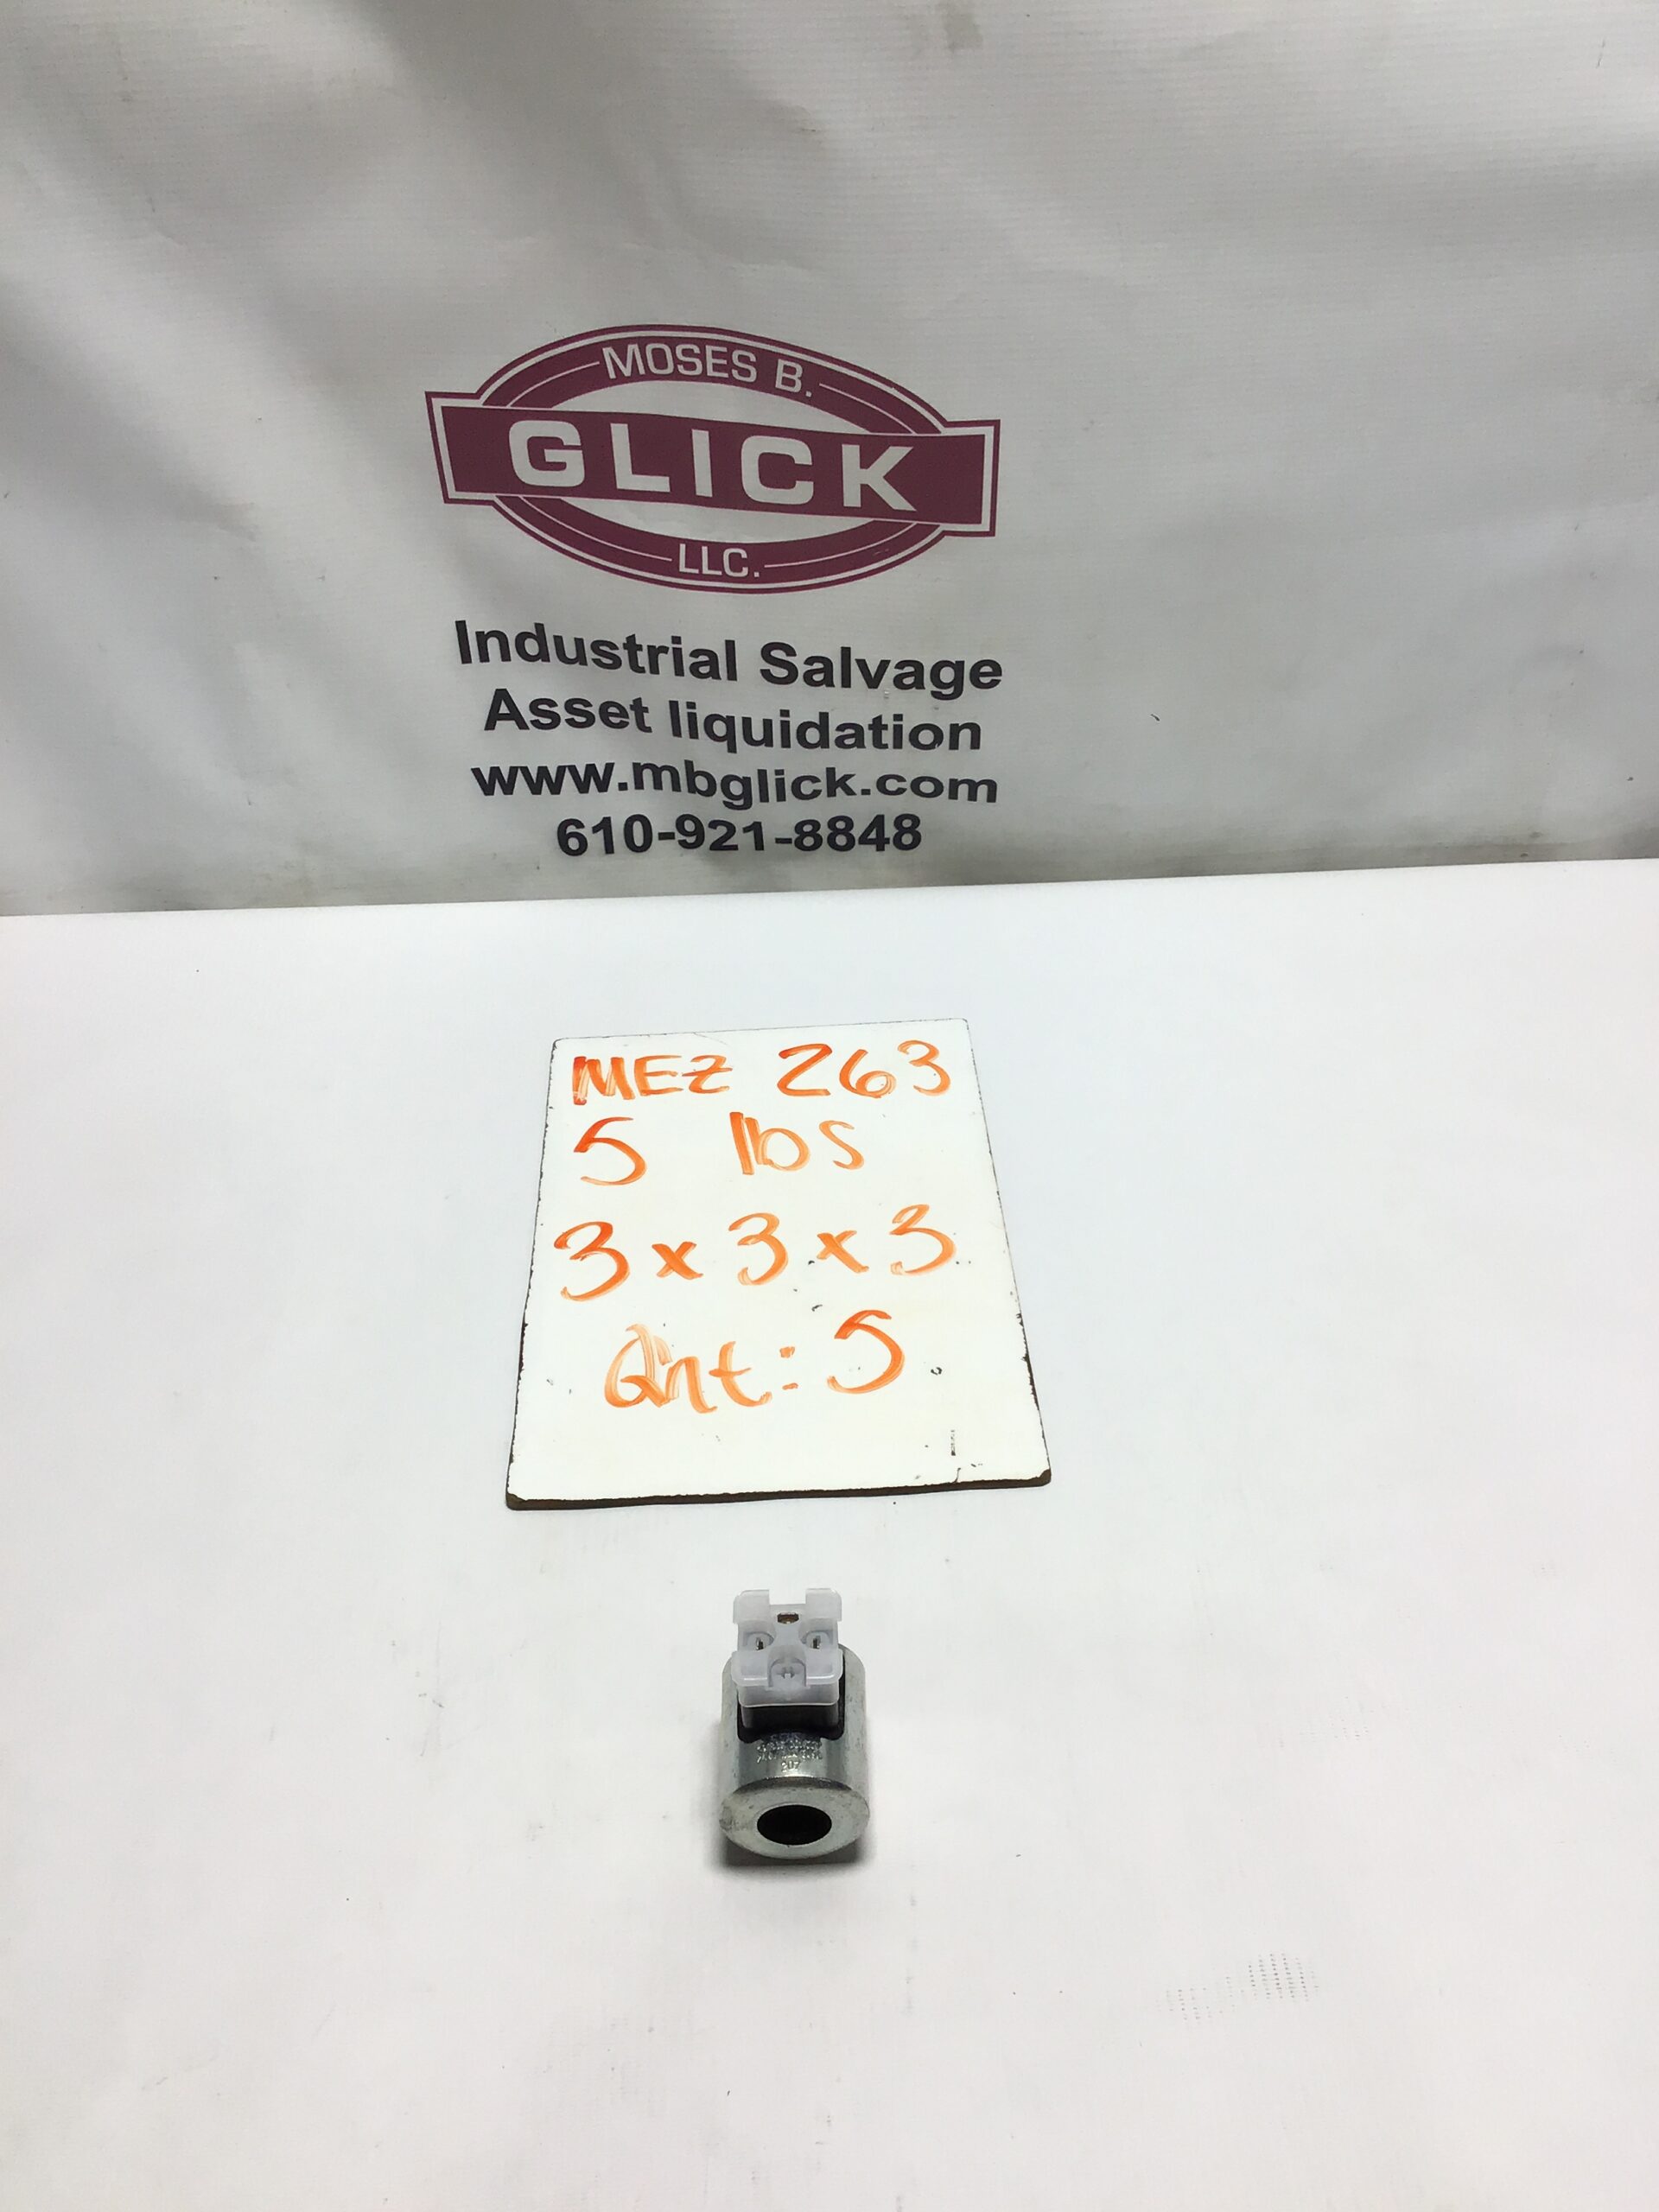 MOSES B.
GLICK
LLC.
Industrial Salvage
Asset liquidation
www.mbglick.com
610-921-8848
MEZ 263
5 lbs
3 x 3 x 3
Qnt: 5